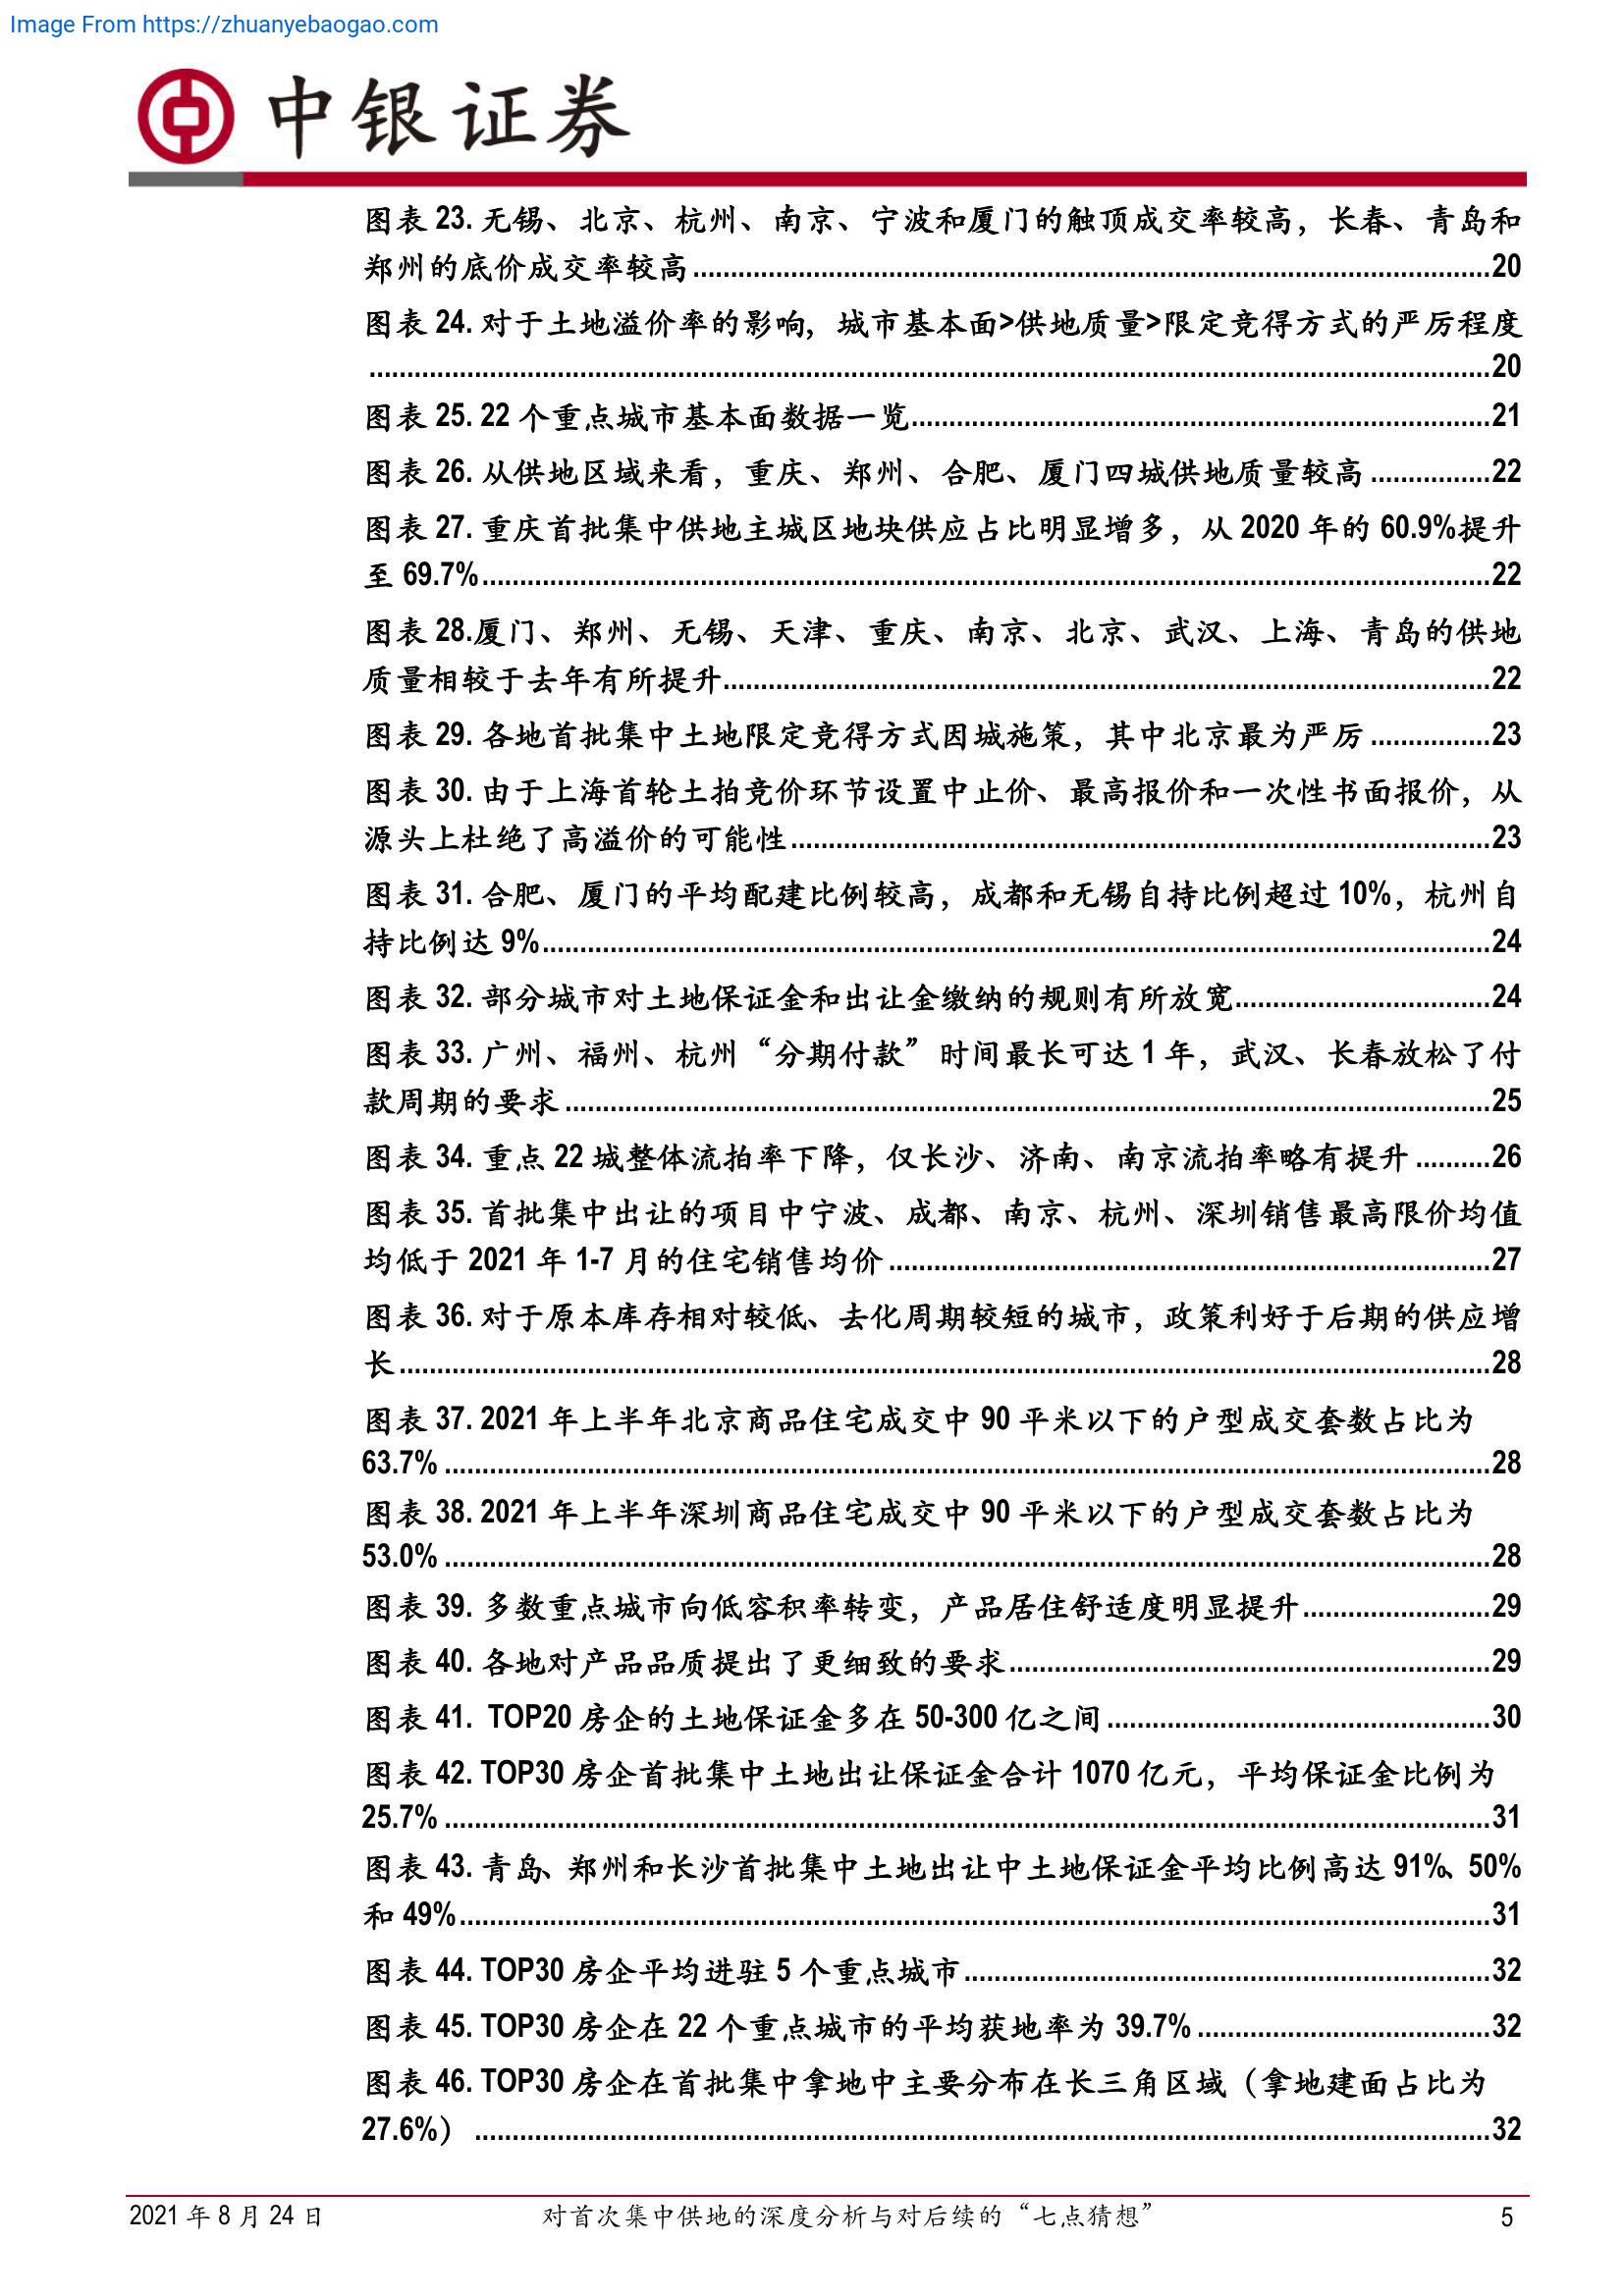 Image From https://zhuanyebaogao.com
中银证券
图表 23. 无锡、北京、杭州、南京、宁波和厦门的触顶成交率较高，长春、青岛和
郑州的底价成交率较高........................................20
图表 24. 对于土地溢价率的影响，城市基本面>供地质量>限定竞得方式的严厉程度
........................................20
图表 25. 22 个重点城市基本面数据一览........................................21
图表 26. 从供地区域来看，重庆、郑州、合肥、厦门四城供地质量较高................22
图表 27. 重庆首批集中供地主城区地块供应占比明显增多，从 2020 年的 60.9%提升
至 69.7%........................................22
图表 28.厦门、郑州、无锡、天津、重庆、南京、北京、武汉、上海、青岛的供地
质量相较于去年有所提升........................................22
图表 29. 各地首批集中土地限定竞得方式因城施策，其中北京最为严厉................23
图表 30. 由于上海首轮土拍竞价环节设置中止价、最高报价和一次性书面报价，从
源头上杜绝了高溢价的可能性........................................23
图表 31. 合肥、厦门的平均配建比例较高，成都和无锡自持比例超过 10%，杭州自
持比例达 9%........................................24
图表 32. 部分城市对土地保证金和出让金缴纳的规则有所放宽..................................24
图表 33. 广州、福州、杭州“分期付款”时间最长可达 1 年，武汉、长春放松了付
款周期的要求........................................25
图表 34. 重点 22 城整体流拍率下降，仅长沙、济南、南京流拍率略有提升..........26
图表 35. 首批集中出让的项目中宁波、成都、南京、杭州、深圳销售最高限价均值
均低于 2021 年 1-7 月的住宅销售均价........................................27
图表 36. 对于原本库存相对较低、去化周期较短的城市，政策利好于后期的供应增
长........................................28
图表 37. 2021 年上半年北京商品住宅成交中 90 平米以下的户型成交套数占比为
63.7%........................................28
图表 38. 2021 年上半年深圳商品住宅成交中 90 平米以下的户型成交套数占比为
53.0%........................................28
图表 39. 多数重点城市向低容积率转变，产品居住舒适度明显提升.........................29
图表 40. 各地对产品品质提出了更细致的要求........................................29
图表 41. TOP20 房企的土地保证金多在 50-300 亿之间........................................30
图表 42. TOP30 房企首批集中土地出让保证金合计 1070 亿元，平均保证金比例为
25.7%........................................31
图表 43. 青岛、郑州和长沙首批集中土地出让中土地保证金平均比例高达 91%、50%
和 49%........................................31
图表 44. TOP30 房企平均进驻 5 个重点城市........................................32
图表 45. TOP30 房企在 22 个重点城市的平均获地率为 39.7%.......................................32
图表 46. TOP30 房企在首批集中拿地中主要分布在长三角区域（拿地建面占比为
27.6%）........................................32
2021 年 8 月 24 日
对首次集中供地的深度分析与对后续的“七点猜想”
5